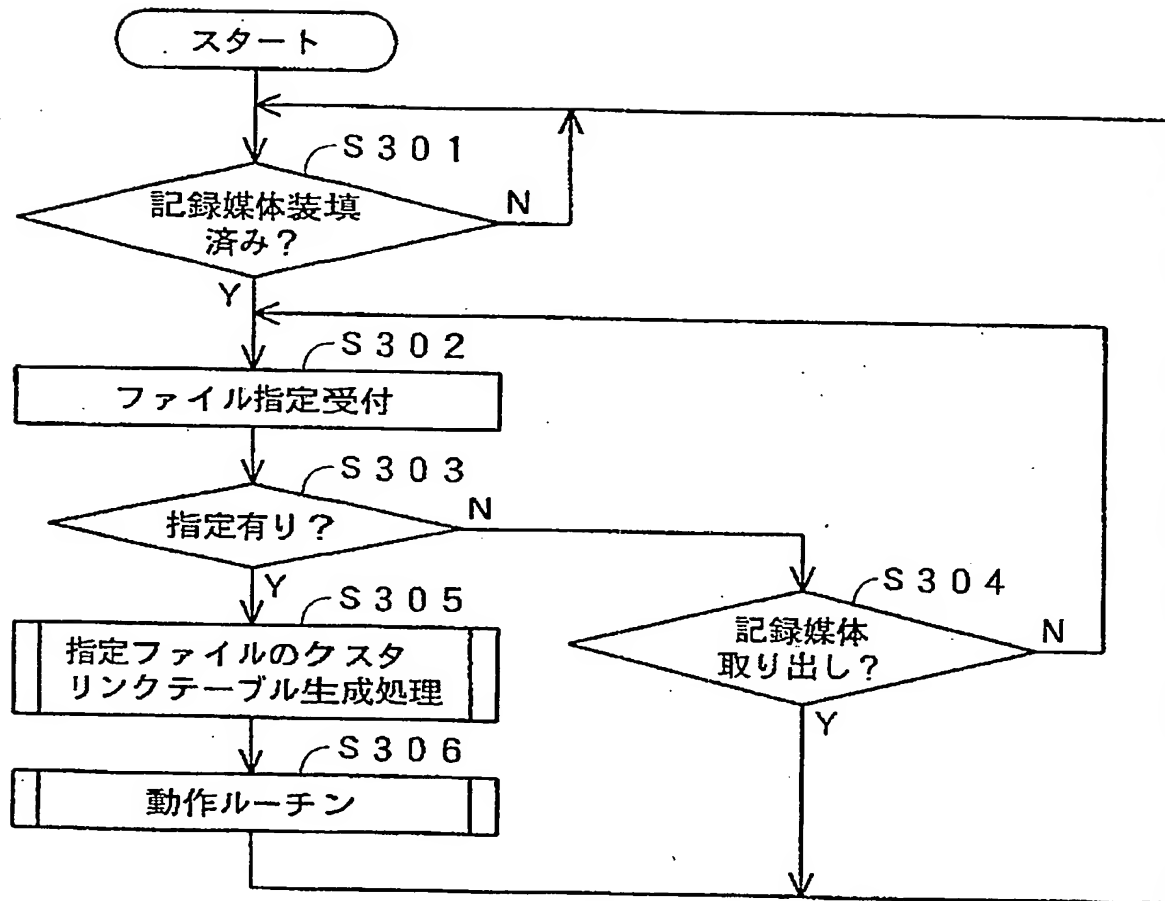 スタート
S301
記録媒体装填
済み?
N
Y
S302
ファイル指定受付
S303
指定有り?
N
Y
S304
記録媒体
取り出し?
N
Y
S305
指定ファイルのクスタ
リンクテーブル生成処理
S306
動作ルーチン